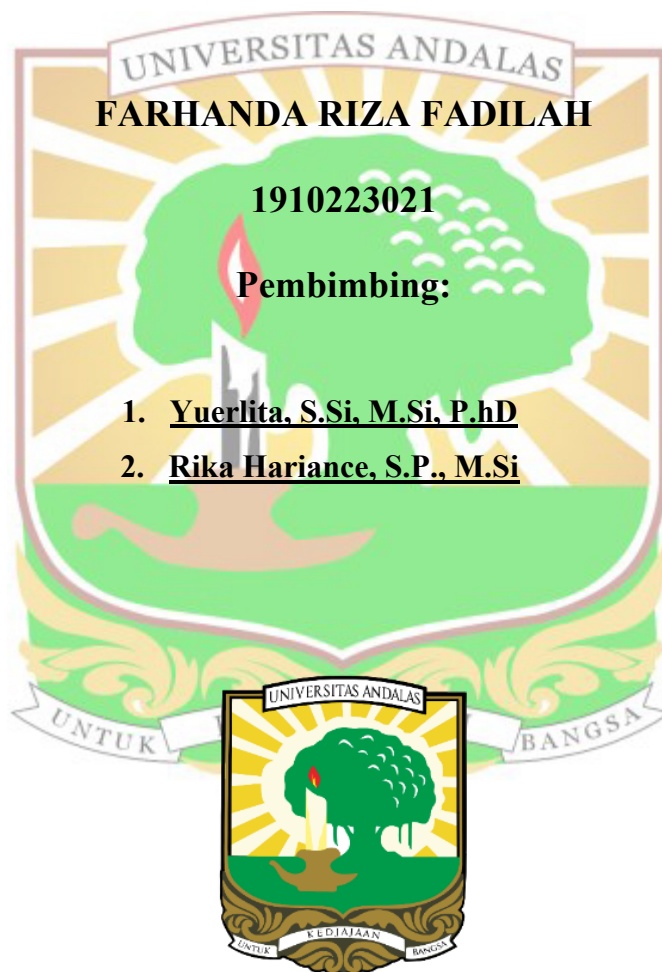 UNIVERSITAS ANDALAS
FARHANDA RIZA FADILAH
1910223021
Pembimbing:
1. Yuerlita, S.Si, M.Si, P.hD
2. Rika Hariance, S.P., M.Si
UNIVERSITAS ANDALAS
UNTUK BANGSA
UNTUK KEDJAJAAN BANGSA